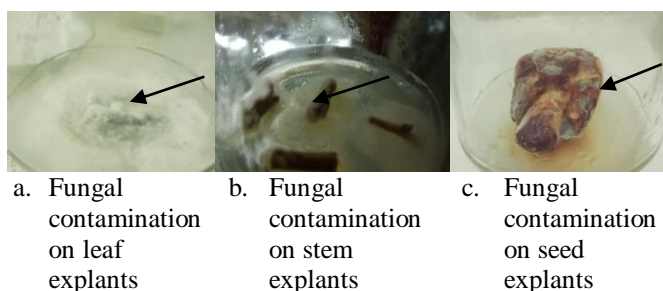 a. Fungal contamination on leaf explants
b. Fungal contamination on stem explants
c. Fungal contamination on seed explants